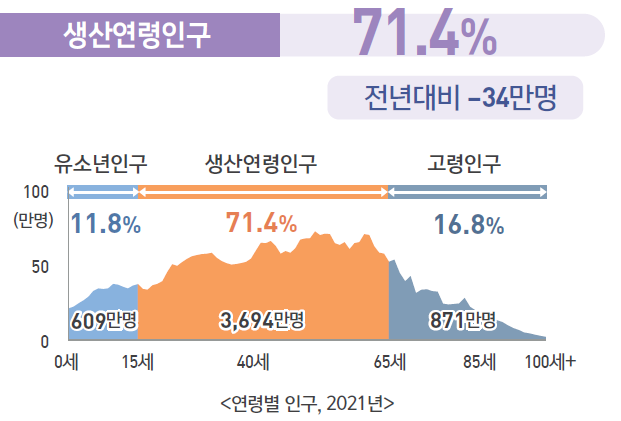 생산연령인구 71.4%
전년대비 -34만명
유소년인구 생산연령인구 고령인구
100
(만명) 11.8% 71.4% 16.8%
50
609만명 3,694만명 871만명
0
0세 15세 40세 65세 85세 100세+
<연령별 인구, 2021년>